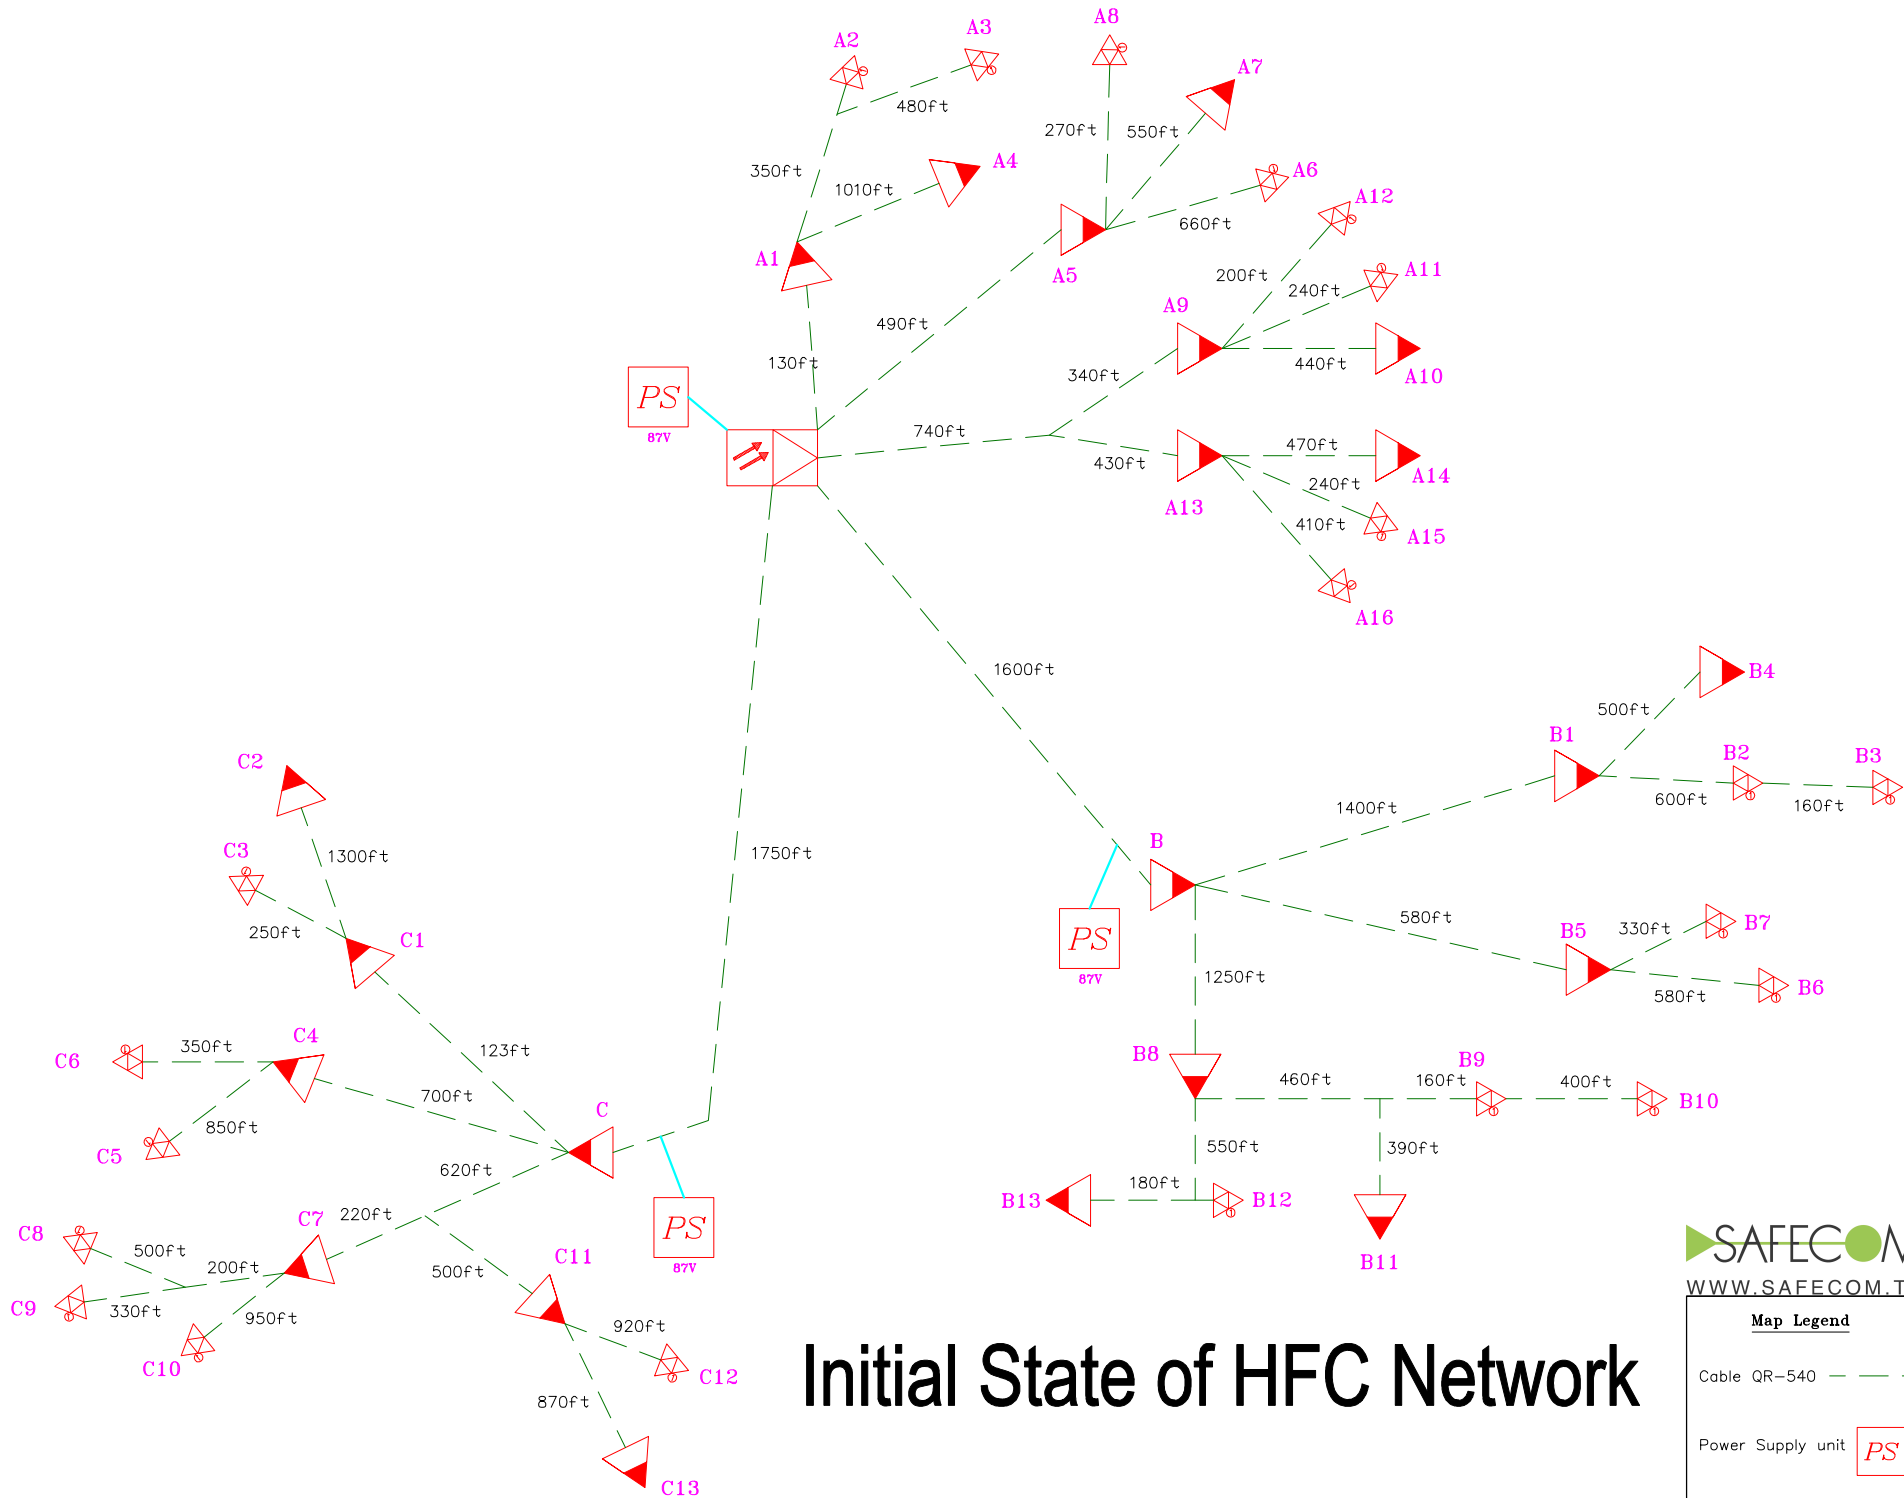 A8
A3
A2
A7
480ft
270ft
550ft
A4
A6
350ft
1010ft
A12
660ft
A1
A5
200ft
240ft
A11
A9
490ft
130ft
340ft
440ft
A10
PS
87V
740ft
470ft
430ft
A14
240ft
A13
410ft
A15
A16
1600ft
B4
500ft
B1
B2
B3
C2
600ft
160ft
1400ft
B
1750ft
1300ft
C3
580ft
B7
B5
330ft
250ft
C1
PS
87V
1250ft
580ft
B6
C4
350ft
C6
123ft
B8
B9
460ft
160ft
400ft
700ft
C
B10
850ft
C5
550ft
390ft
620ft
180ft
B13
B12
220ft
C7
C8
PS
87V
500ft
C11
B11
200ft
500ft
C9
330ft
950ft
920ft
C10
C12
870ft
C13
Initial State of HFC Network
SAFECOM
WWW.SAFECOM.T
Map Legend
Cable QR-540
Power Supply unit PS